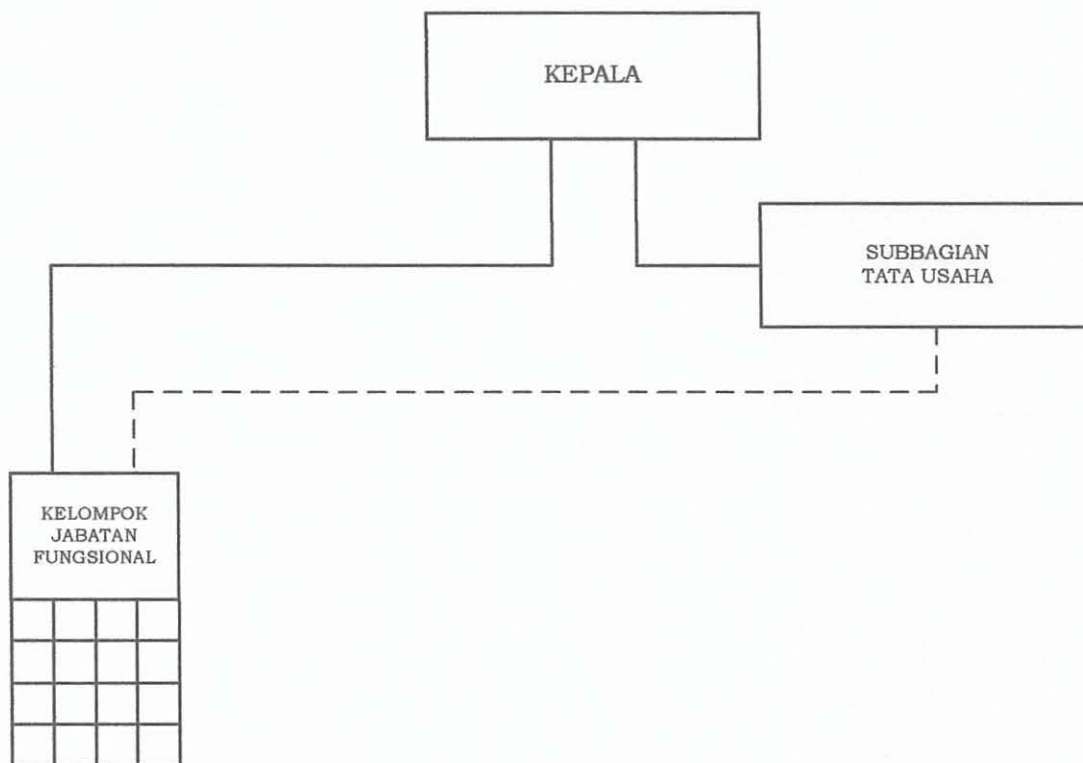 KEPALA
SUBBAGIAN
TATA USAHA
KELOMPOK
JABATAN
FUNGSIONAL